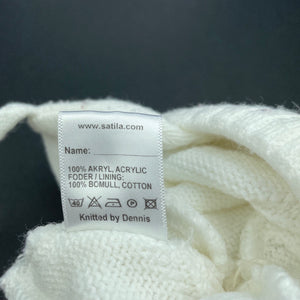 www.satila.com
Name:
100% AKRYL, ACRYLIC
FODER / LINING:
100% BOMULL, COTTON
Knitted by Dennis